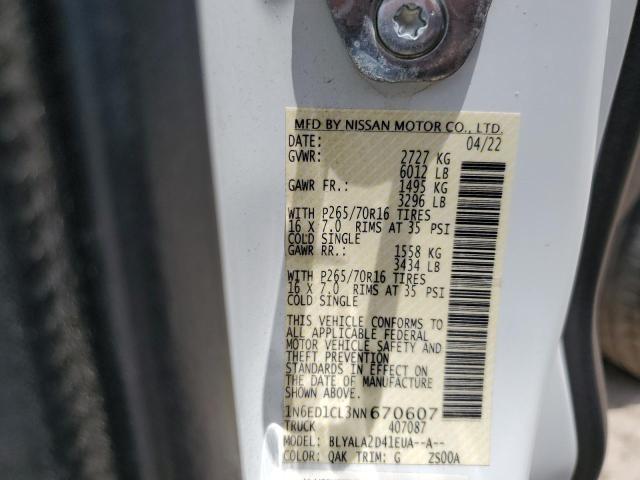 MFD BY NISSAN MOTOR CO., LTD.
DATE: 04/22
GVWR: 2727 KG
6012 LB
GAWR FR.: 1495 KG
3296 LB
WITH P265/70R16 TIRES
16 X 7.0 RIMS AT 35 PSI
COLD SINGLE
GAWR RR.: 1558 KG
3434 LB
WITH P265/70R16 TIRES
16 X 7.0 RIMS AT 35 PSI
COLD SINGLE
THIS VEHICLE CONFORMS TO
ALL APPLICABLE FEDERAL
MOTOR VEHICLE SAFETY AND
THEFT PREVENTION
STANDARDS IN EFFECT ON
THE DATE OF MANUFACTURE
SHOWN ABOVE.
1N6ED1CL3NN670607
TRUCK 407087
MODEL: BLYALA2D41EUA--A--
COLOR: QAK TRIM: G ZS00A